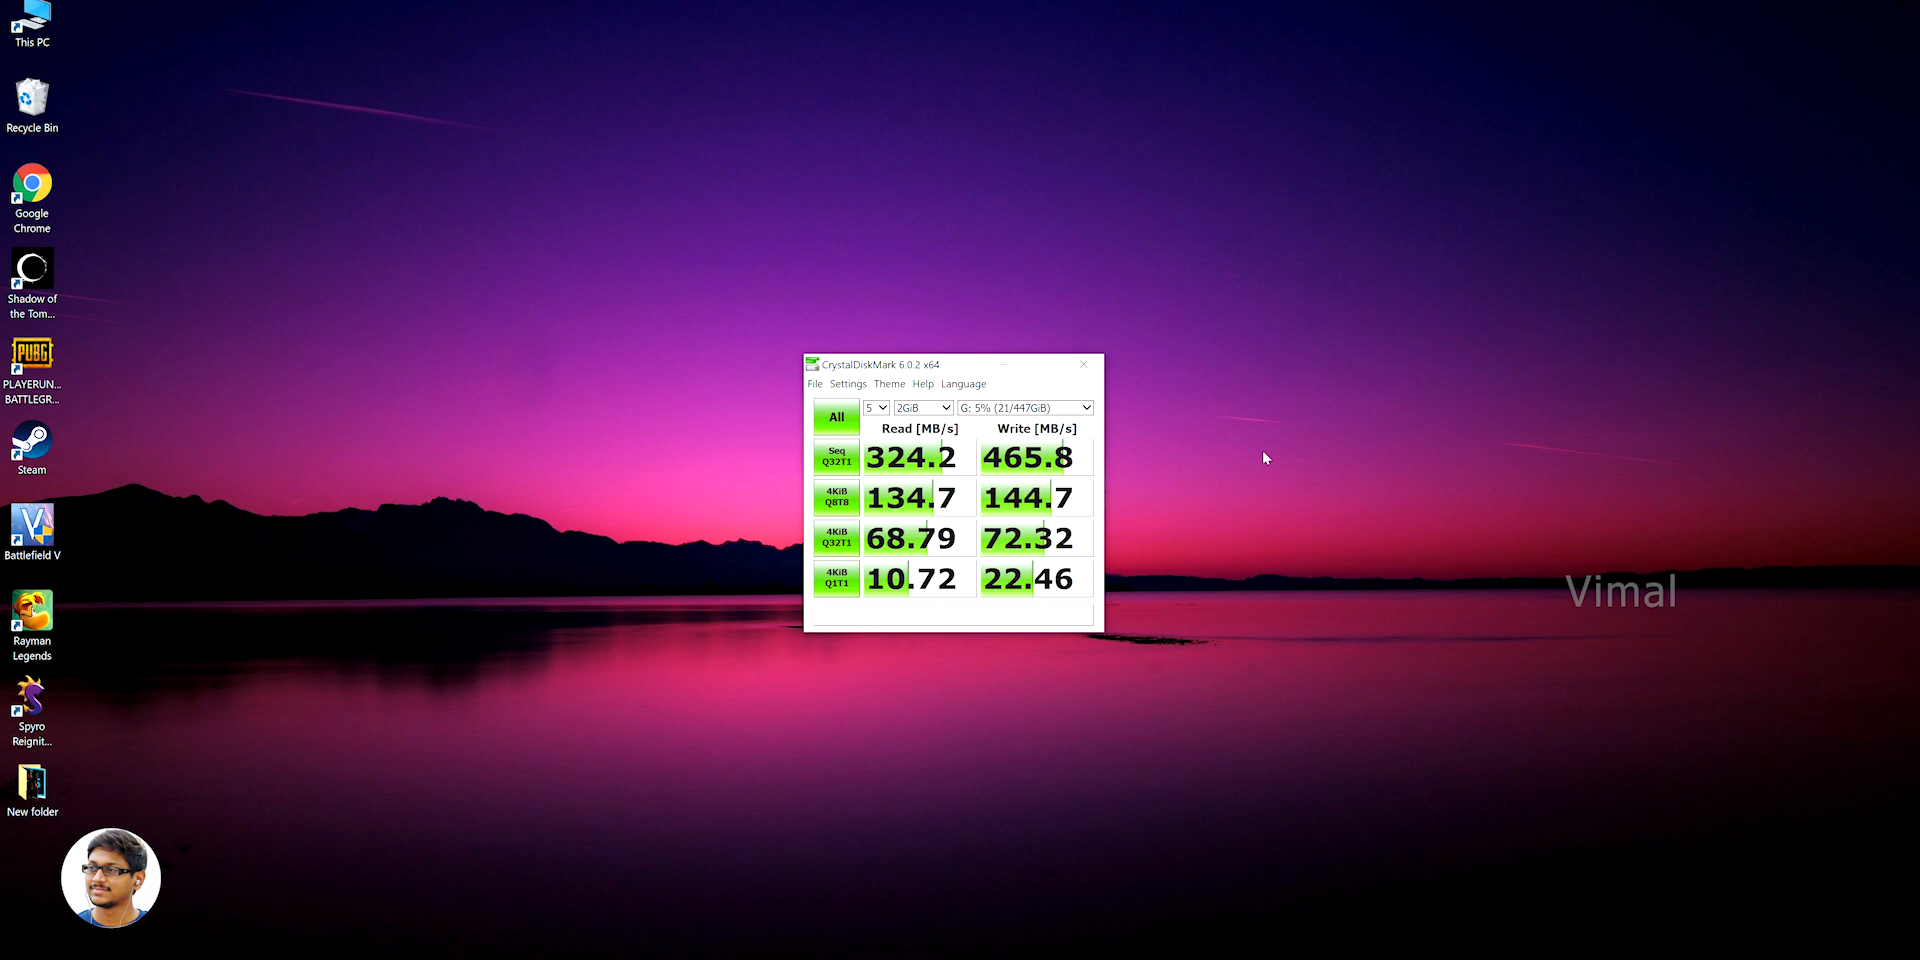 This PC
Recycle Bin
Google
Chrome
Shadow of
the Tom...
PUBG
PLAYERUN...
BATTLEGR...
Steam
V
Battlefield V
Rayman
Legends
Spyro
Reignit...
New folder
CrystalDiskMark 6.0.2 x64
File Settings Theme Help Language
All 5 2GiB G: 5% (21/447GiB)
Read [MB/s] Write [MB/s]
Seq
Q32T1 324.2 465.8
4KiB
Q8T8 134.7 144.7
4KiB
Q32T1 68.79 72.32
4KiB
Q1T1 10.72 22.46
Vimal